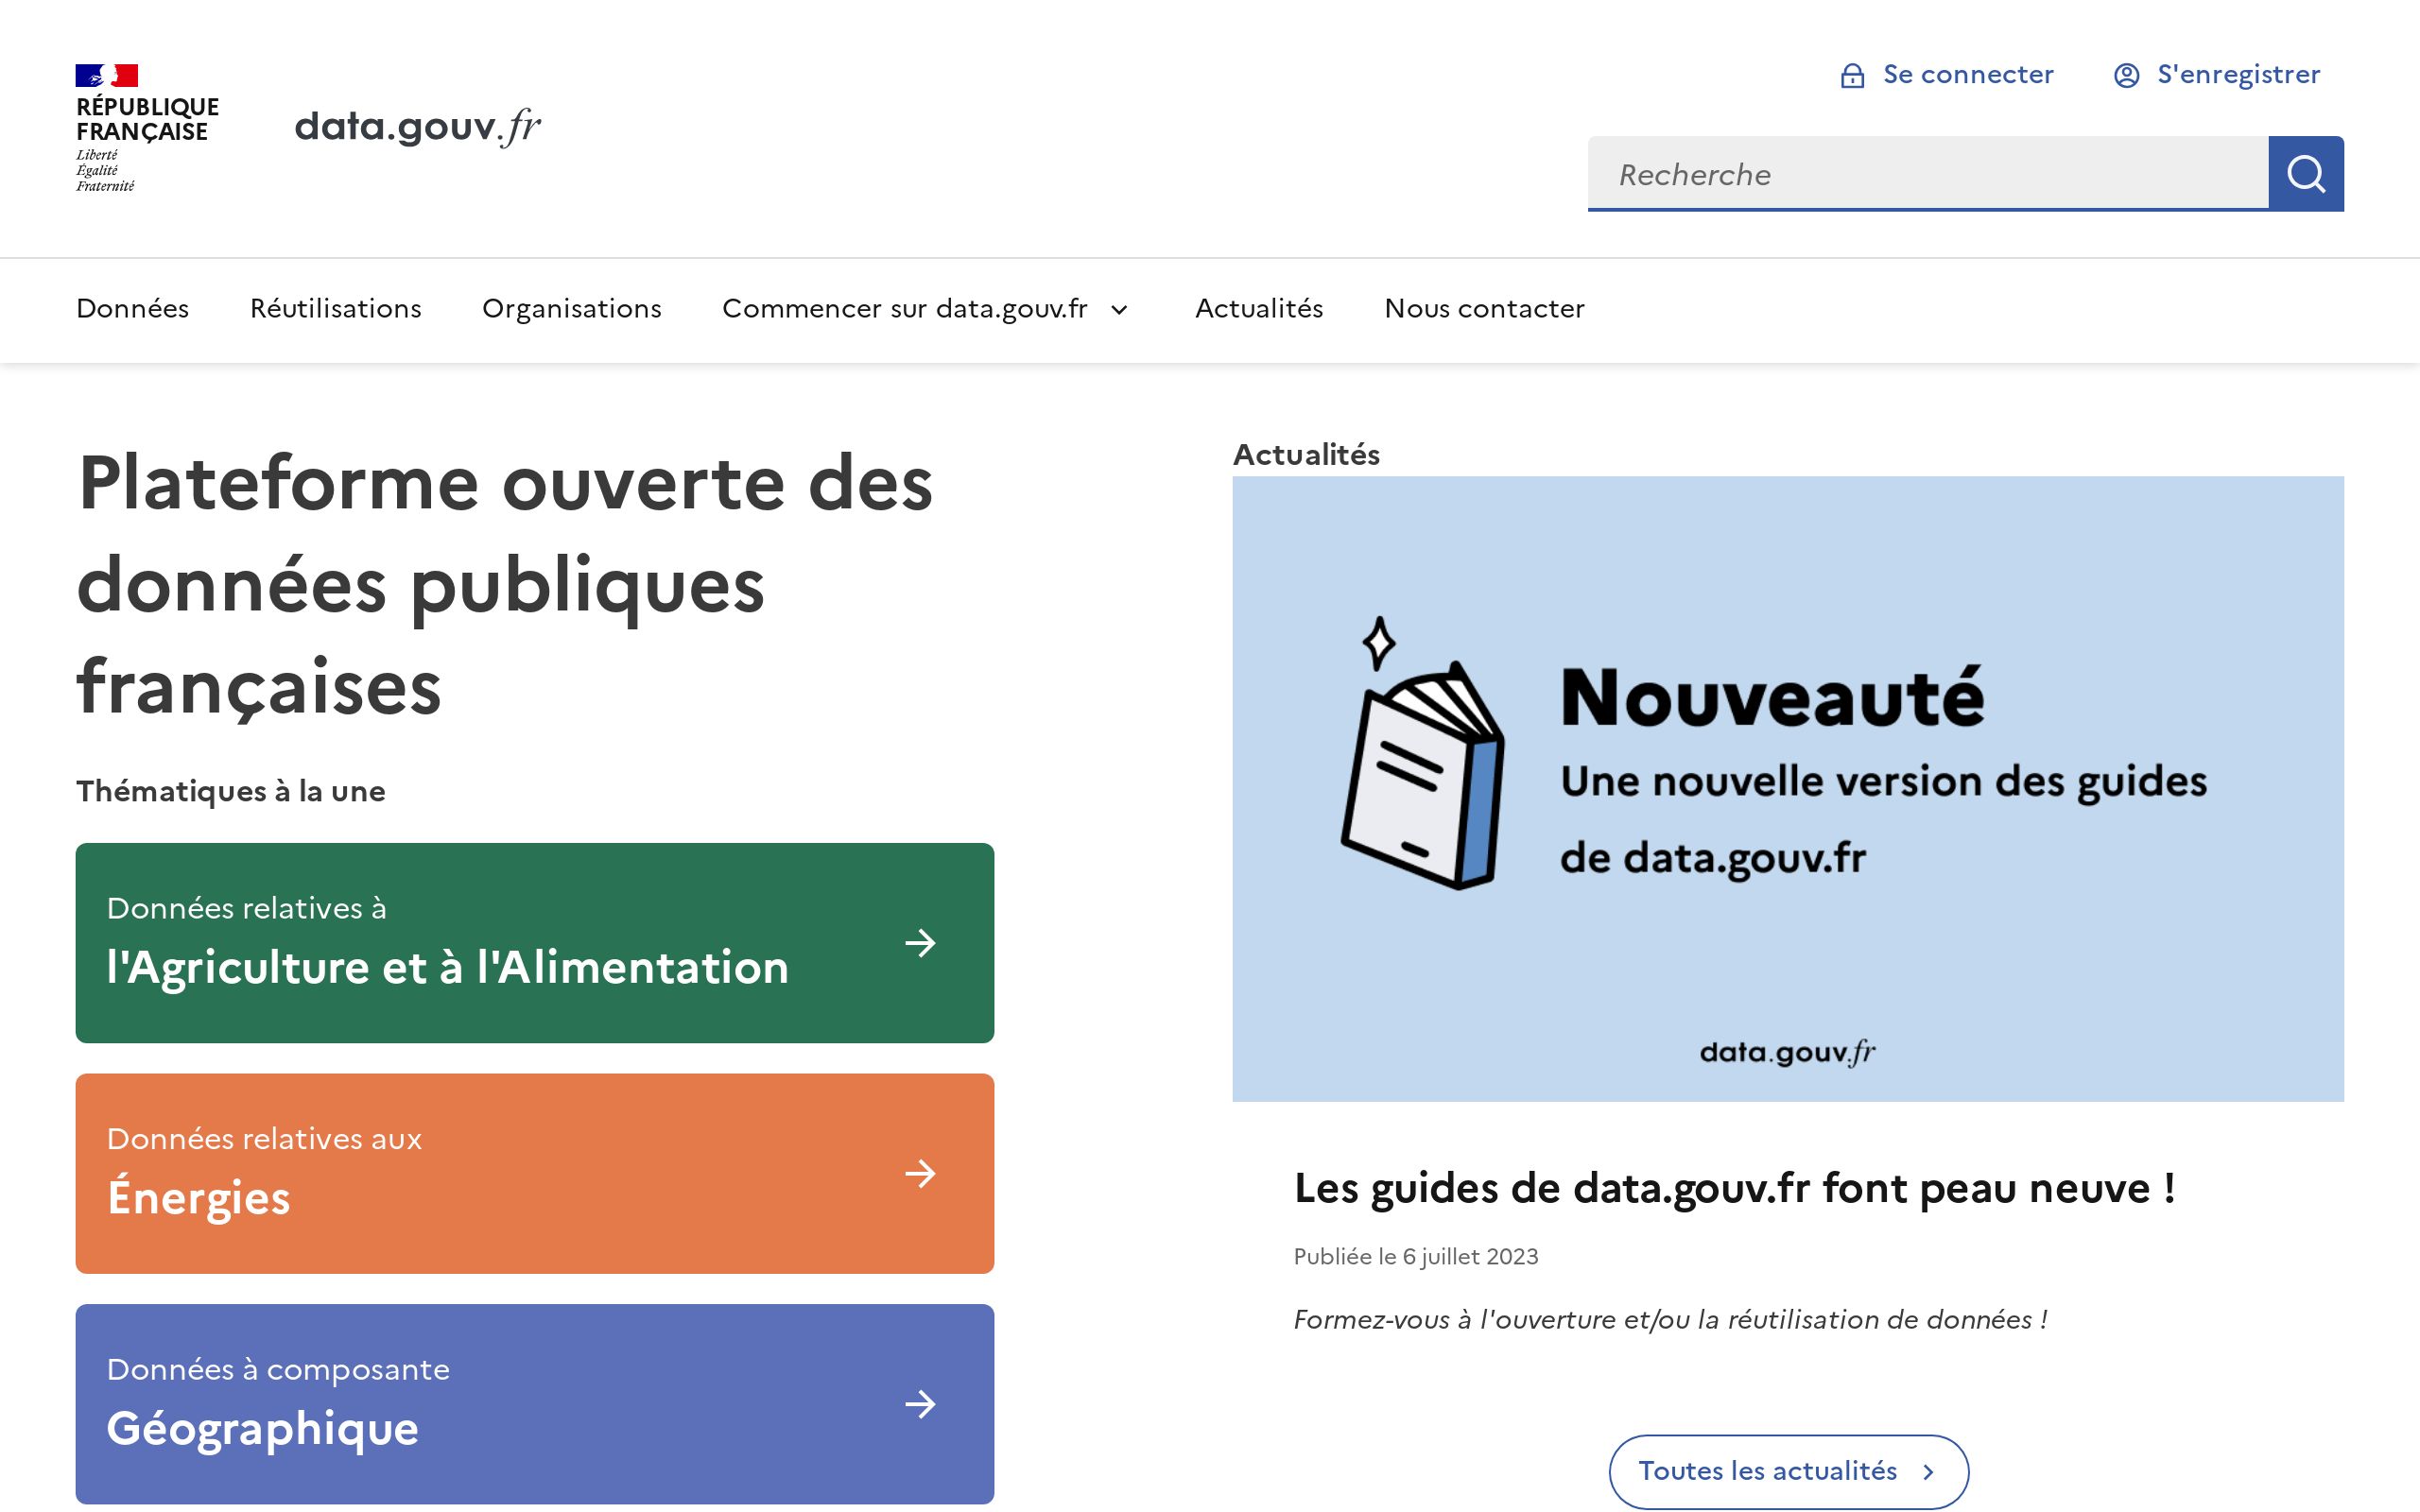 RÉPUBLIQUE
FRANÇAISE
Liberté
Égalité
Fraternité
data.gouv.fr
Se connecter
S'enregistrer
Recherche
Données
Réutilisations
Organisations
Commencer sur data.gouv.fr
Actualités
Nous contacter
Plateforme ouverte des
données publiques
françaises
Thématiques à la une
Données relatives à
l'Agriculture et à l'Alimentation
Données relatives aux
Énergies
Données à composante
Géographique
Actualités
Nouveauté
Une nouvelle version des guides
de data.gouv.fr
data.gouv.fr
Les guides de data.gouv.fr font peau neuve !
Publiée le 6 juillet 2023
Formez-vous à l'ouverture et/ou la réutilisation de données !
Toutes les actualités